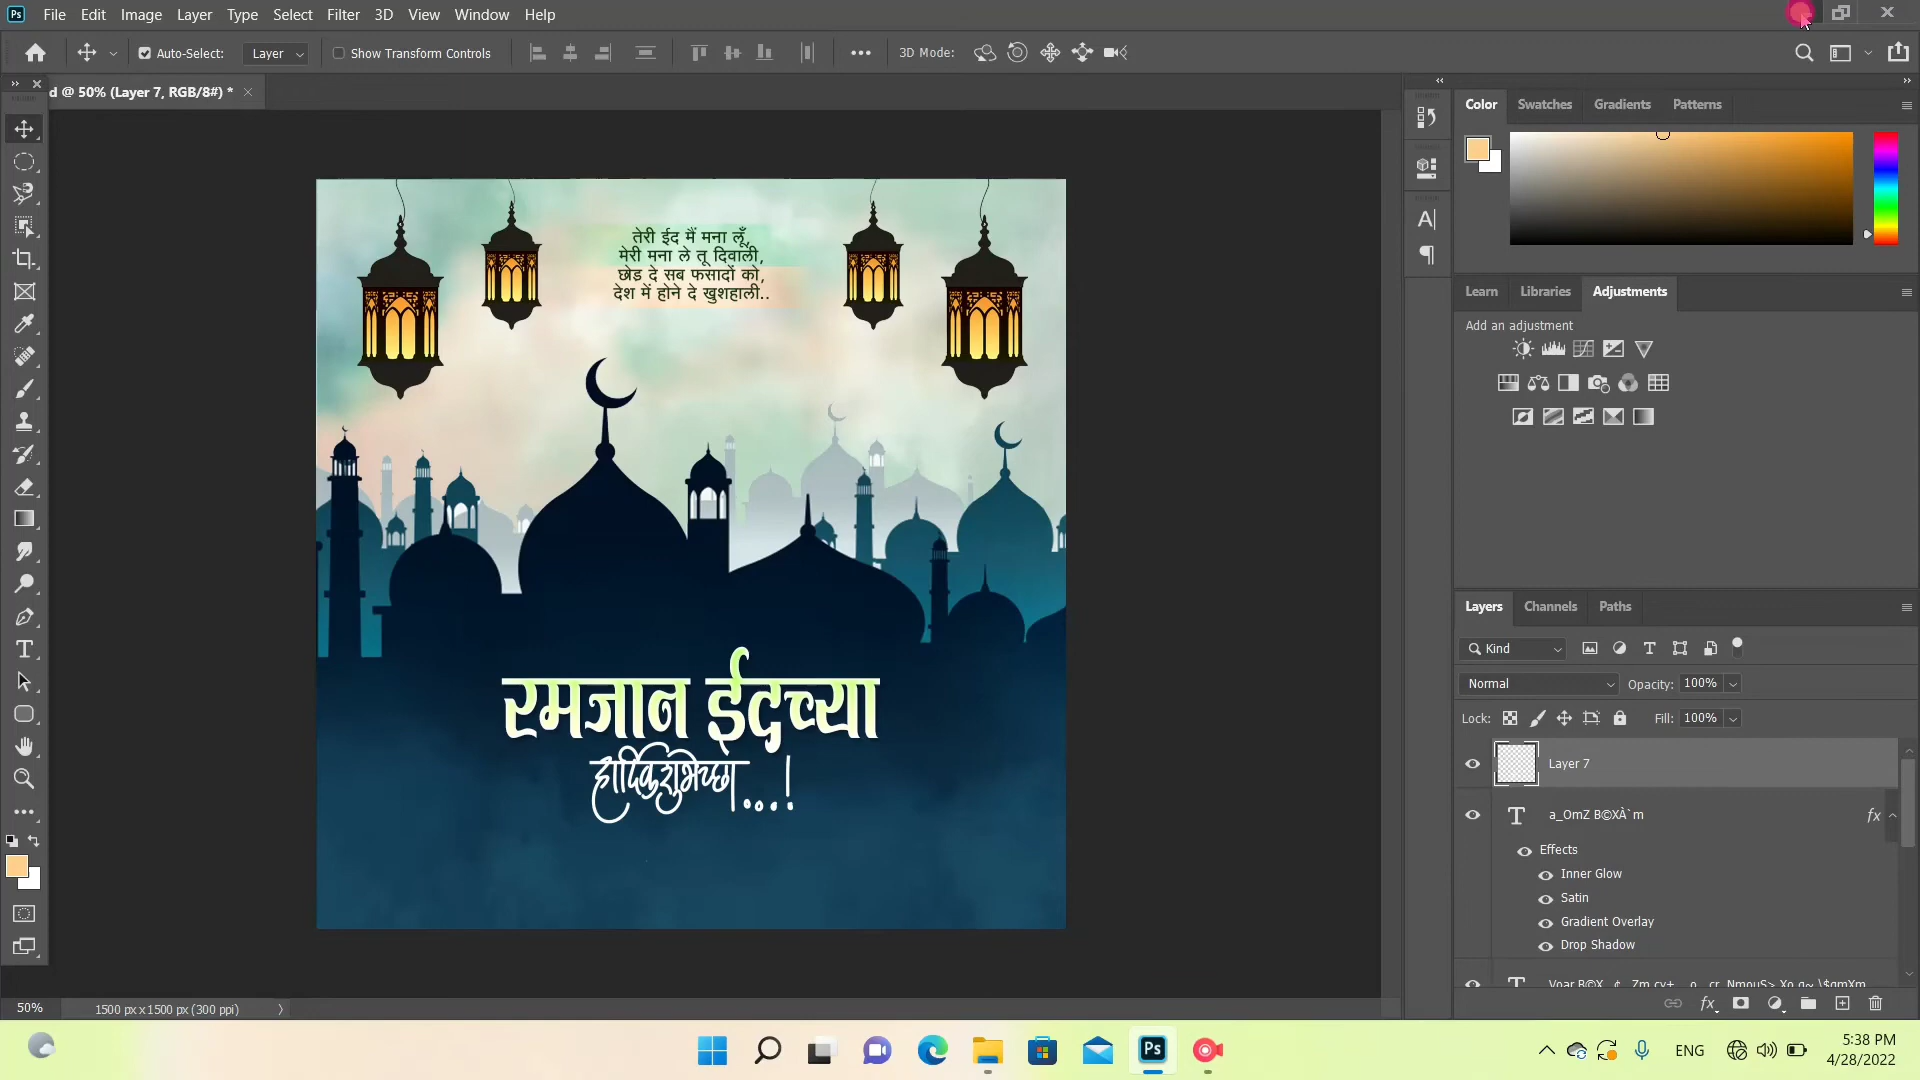 File Edit Image Layer Type Select Filter 3D View Window Help
Auto-Select: Layer Show Transform Controls 3D Mode:
d @ 50% (Layer 7, RGB/8#) *
Color Swatches Gradients Patterns
तेरी ईद मैं मना लूँ,
मेरी मना ले तू दिवाली,
छोड दे सब फसादों को,
देश में होने दे खुशहाली..
रमजान ईदच्या
हार्दिक शुभेच्छा...!
Learn Libraries Adjustments
Add an adjustment
Layers Channels Paths
Kind
Normal Opacity: 100%
Lock: Fill: 100%
Layer 7
a_OmZ B©XÀ`m fx
Effects
Inner Glow
Satin
Gradient Overlay
Drop Shadow
50% 1500 px x 1500 px (300 ppi)
ENG 5:38 PM
4/28/2022